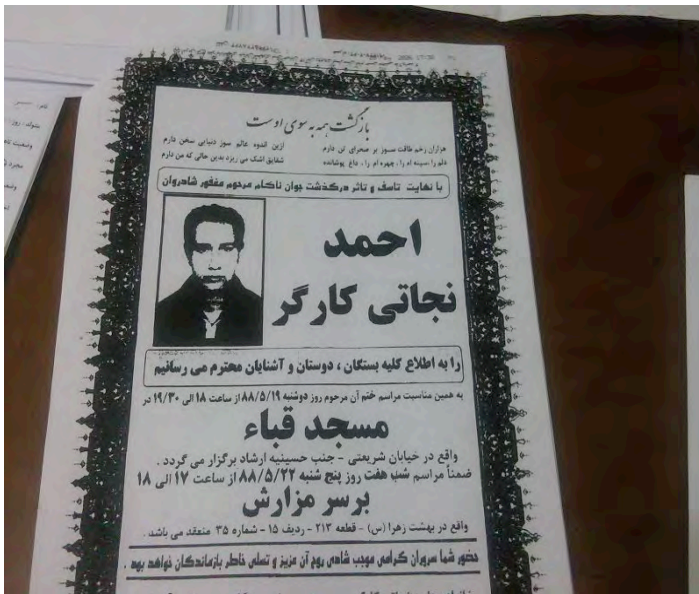 بازگشت همه به سوی اوست
هزاران زخم طاقت سوز بر صحرای تن دارم
ازین اندوه عالم سوز دنیایی سخن دارم
دلم را، سینه ام را، چهره ام را، داغ پوشانده
شقایق اشک می ریزد بدین حالی که من دارم
با نهایت تاسف و تاثر درگذشت جوان ناکام مرحوم مغفور شادروان
احمد
نجاتی کارگر
را به اطلاع کلیه بستگان، دوستان و آشنایان محترم می رسانیم
به همین مناسبت مراسم ختم آن مرحوم روز دوشنبه ۸۸/۵/۱۹ از ساعت ۱۸ الی ۱۹/۳۰ در
مسجد قباء
واقع در خیابان شریعتی - جنب حسینیه ارشاد برگزار می گردد.
ضمناً مراسم شب هفت روز پنج شنبه ۸۸/۵/۲۲ از ساعت ۱۷ الی ۱۸
برسر مزارش
واقع در بهشت زهرا (س) - قطعه ۲۱۳ - ردیف ۱۵ - شماره ۳۵ منعقد می باشد.
حضور شما سروران گرامی موجب شادی روح آن عزیز و تسلی خاطر بازماندگان خواهد بود.